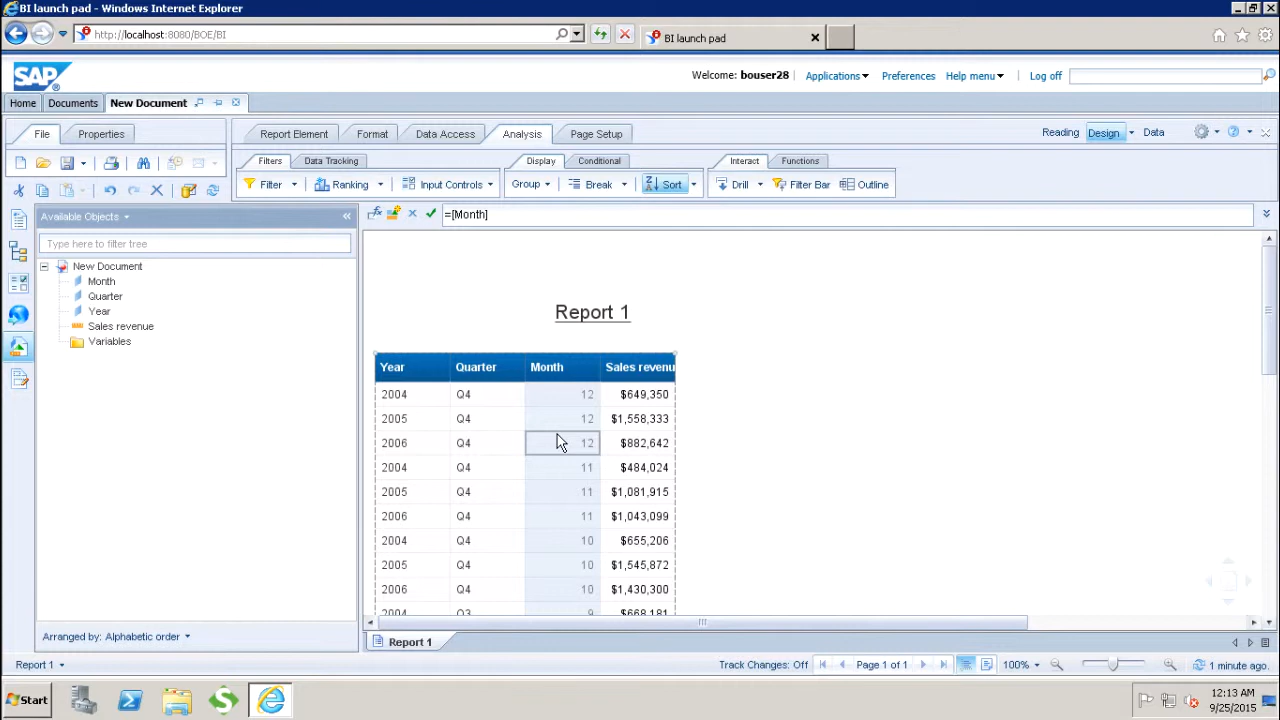 BI launch pad - Windows Internet Explorer
http://localhost:8080/BOE/BI
BI launch pad
SAP
Welcome: bouser28
Applications
Preferences
Help menu
Log off
Home
Documents
New Document
File
Properties
Report Element
Format
Data Access
Analysis
Page Setup
Reading
Design
Data
Filters
Data Tracking
Display
Conditional
Interact
Functions
Filter
Ranking
Input Controls
Group
Break
Sort
Drill
Filter Bar
Outline
Available Objects
=[Month]
Type here to filter tree
New Document
Month
Quarter
Year
Sales revenue
Variables
Report 1
Year Quarter Month Sales revenu
2004 Q4 12 $649,350
2005 Q4 12 $1,558,333
2006 Q4 12 $882,642
2004 Q4 11 $484,024
2005 Q4 11 $1,081,915
2006 Q4 11 $1,043,099
2004 Q4 10 $655,206
2005 Q4 10 $1,545,872
2006 Q4 10 $1,430,300
2004 Q3 9 $668,181
Arranged by: Alphabetic order
Report 1
Report 1
Track Changes: Off
Page 1 of 1
100%
1 minute ago.
Start
12:13 AM
9/25/2015